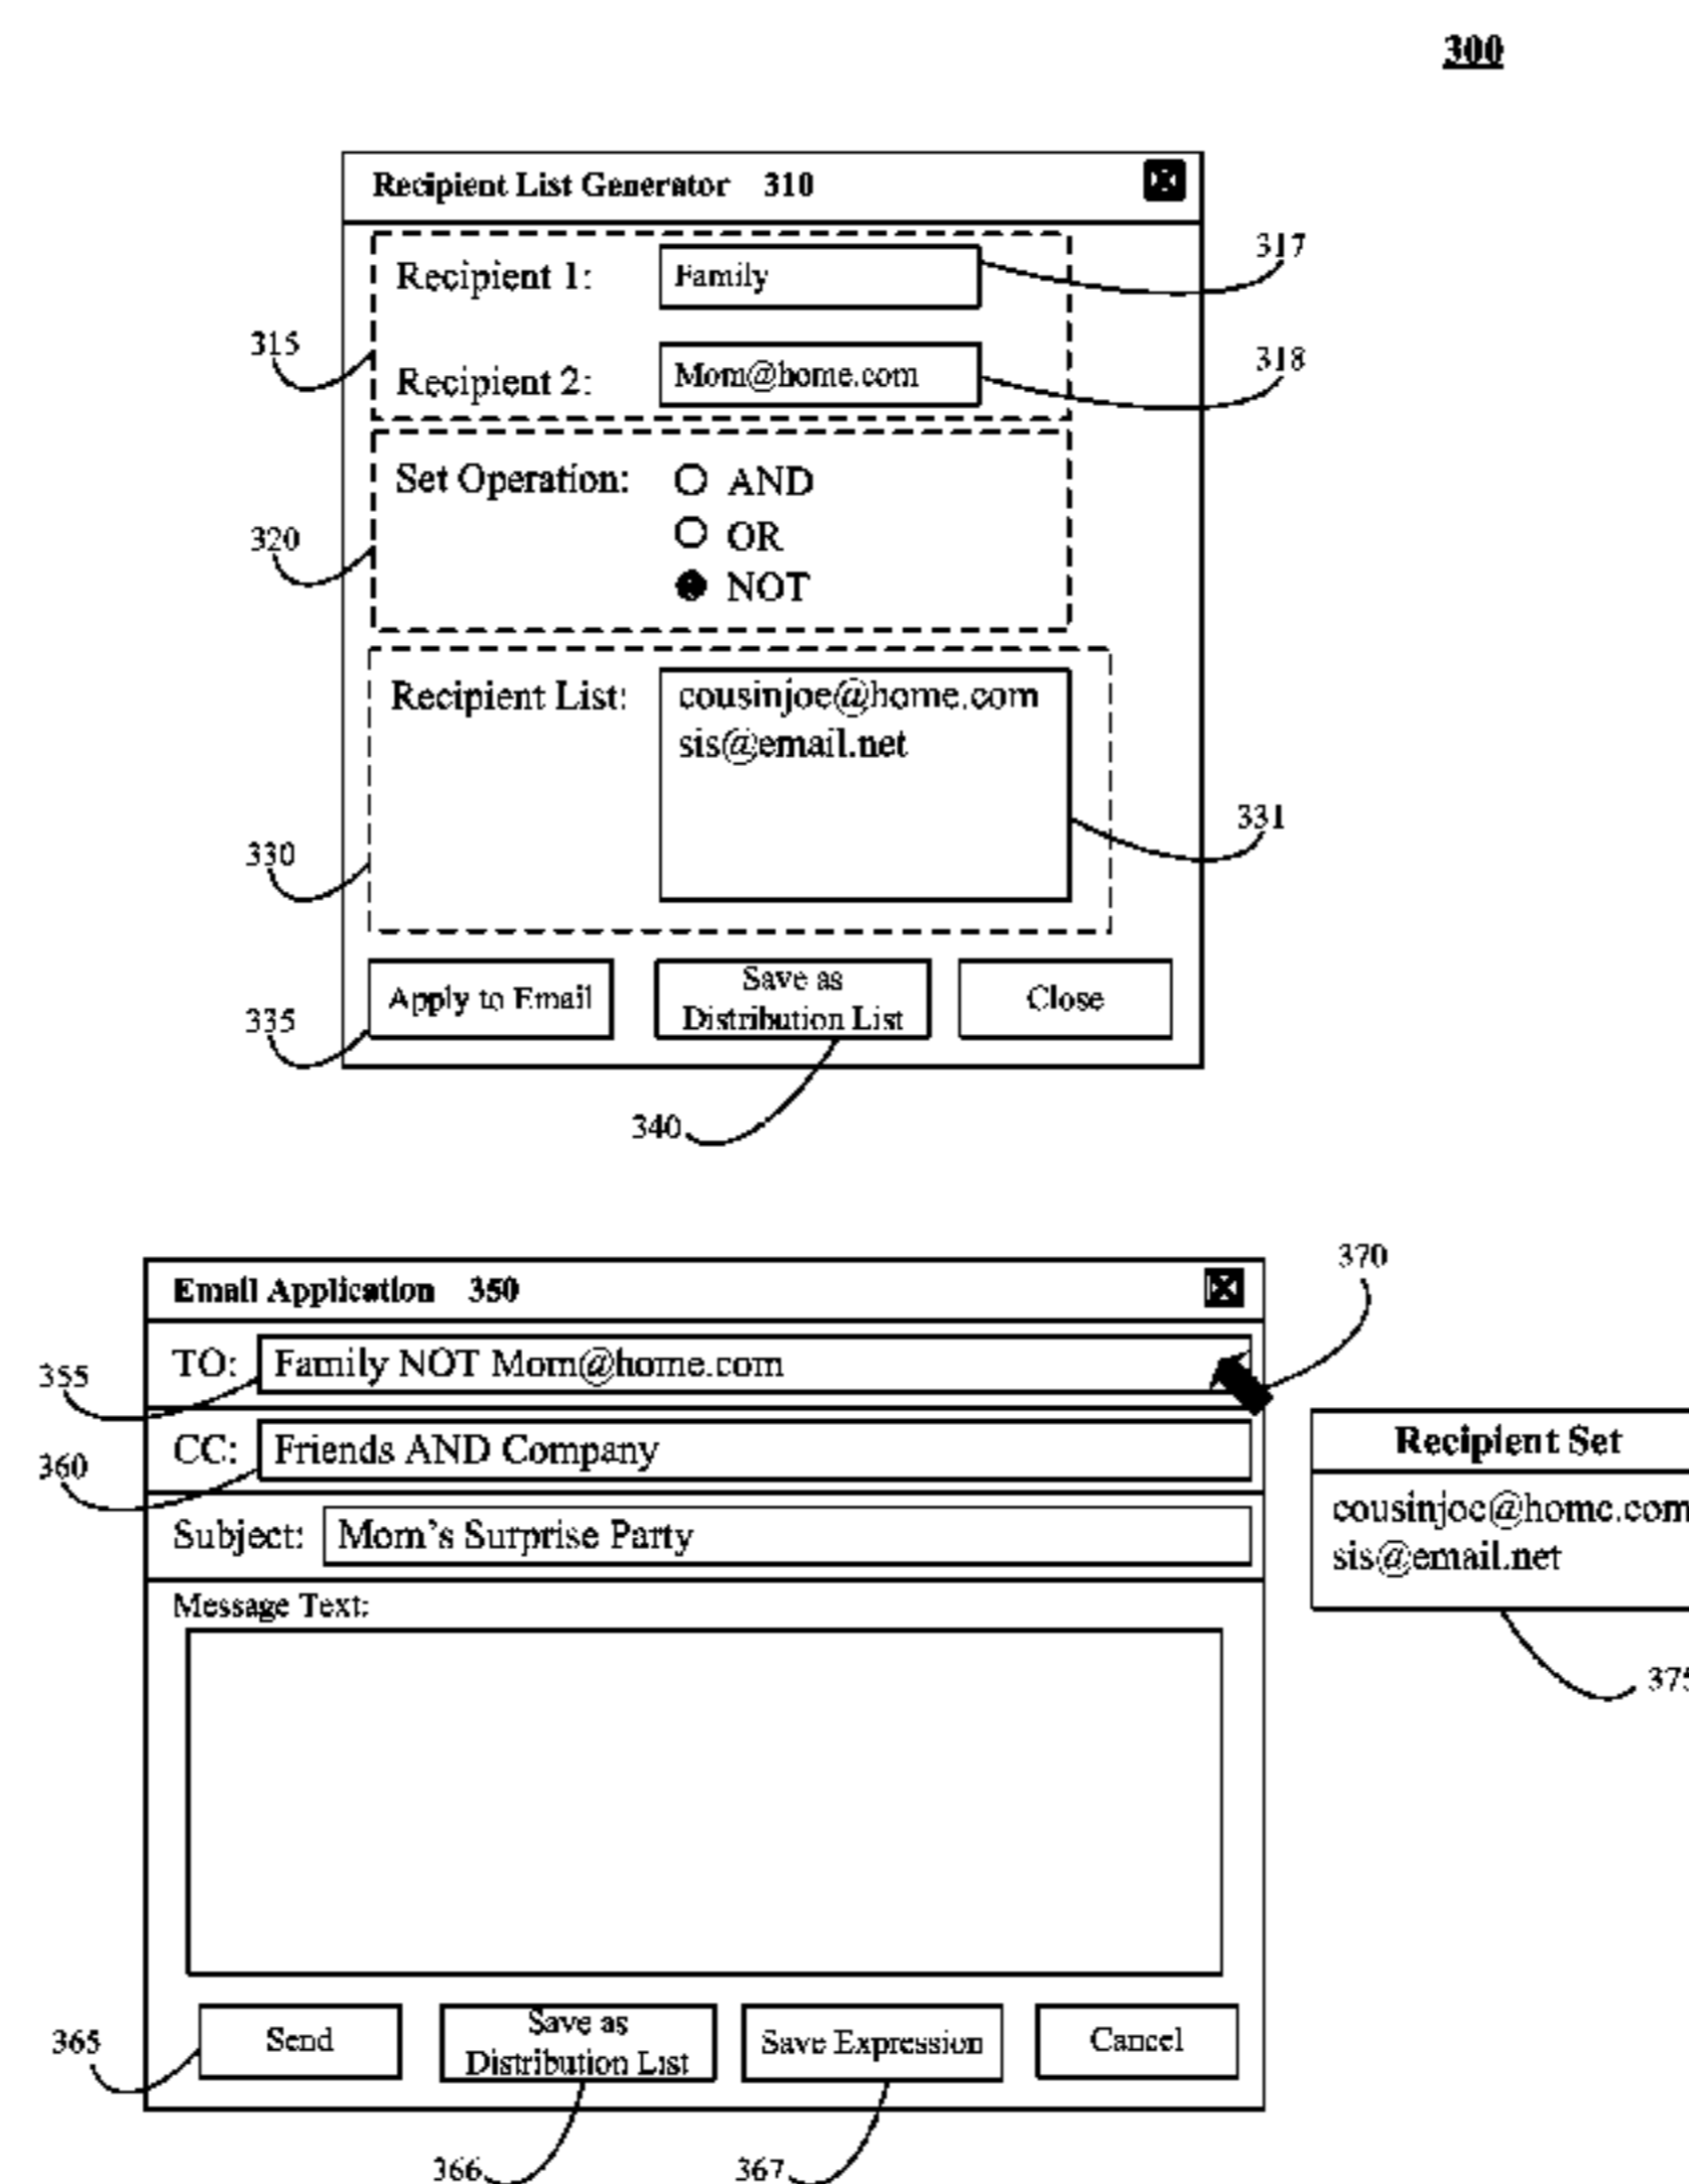 300
Recipient List Generator 310
Recipient 1: Family
317
315
Recipient 2: Mom@home.com
318
Set Operation: AND
OR
320
NOT
Recipient List: cousinjoe@home.com
sis@email.net
331
330
Apply to Email
Save as
Distribution List
Close
335
340
370
Email Application 350
TO: Family NOT Mom@home.com
355
CC: Friends AND Company
360
Recipient Set
cousinjoe@home.com
sis@email.net
375
Subject: Mom's Surprise Party
Message Text:
365
Send
Save as
Distribution List
Save Expression
Cancel
366
367